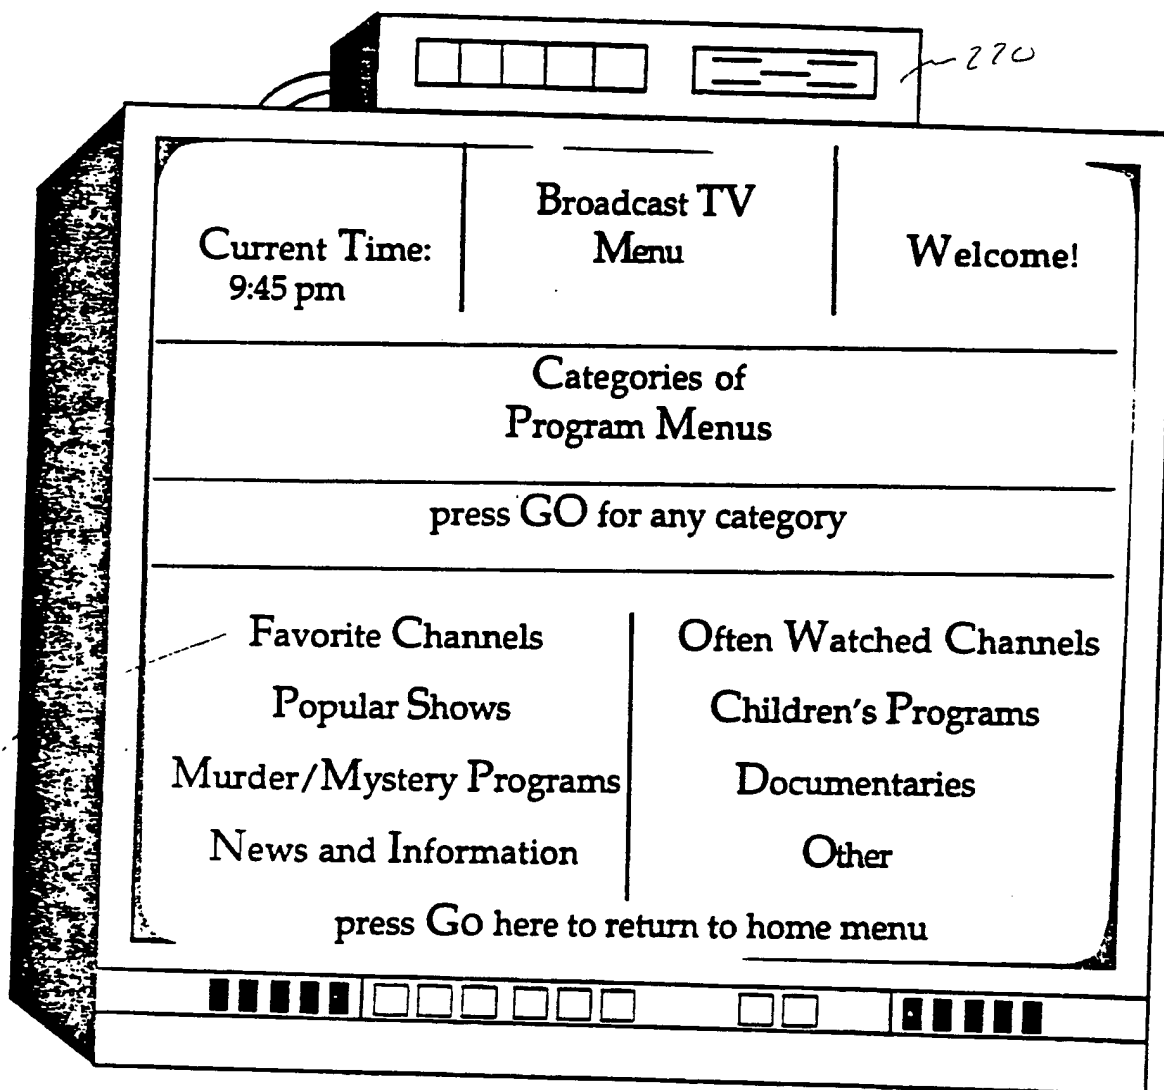 220
Broadcast TV
Menu
Current Time:
9:45 pm
Welcome!
Categories of
Program Menus
press GO for any category
Favorite Channels
Often Watched Channels
Popular Shows
Children's Programs
Murder/Mystery Programs
Documentaries
News and Information
Other
press Go here to return to home menu